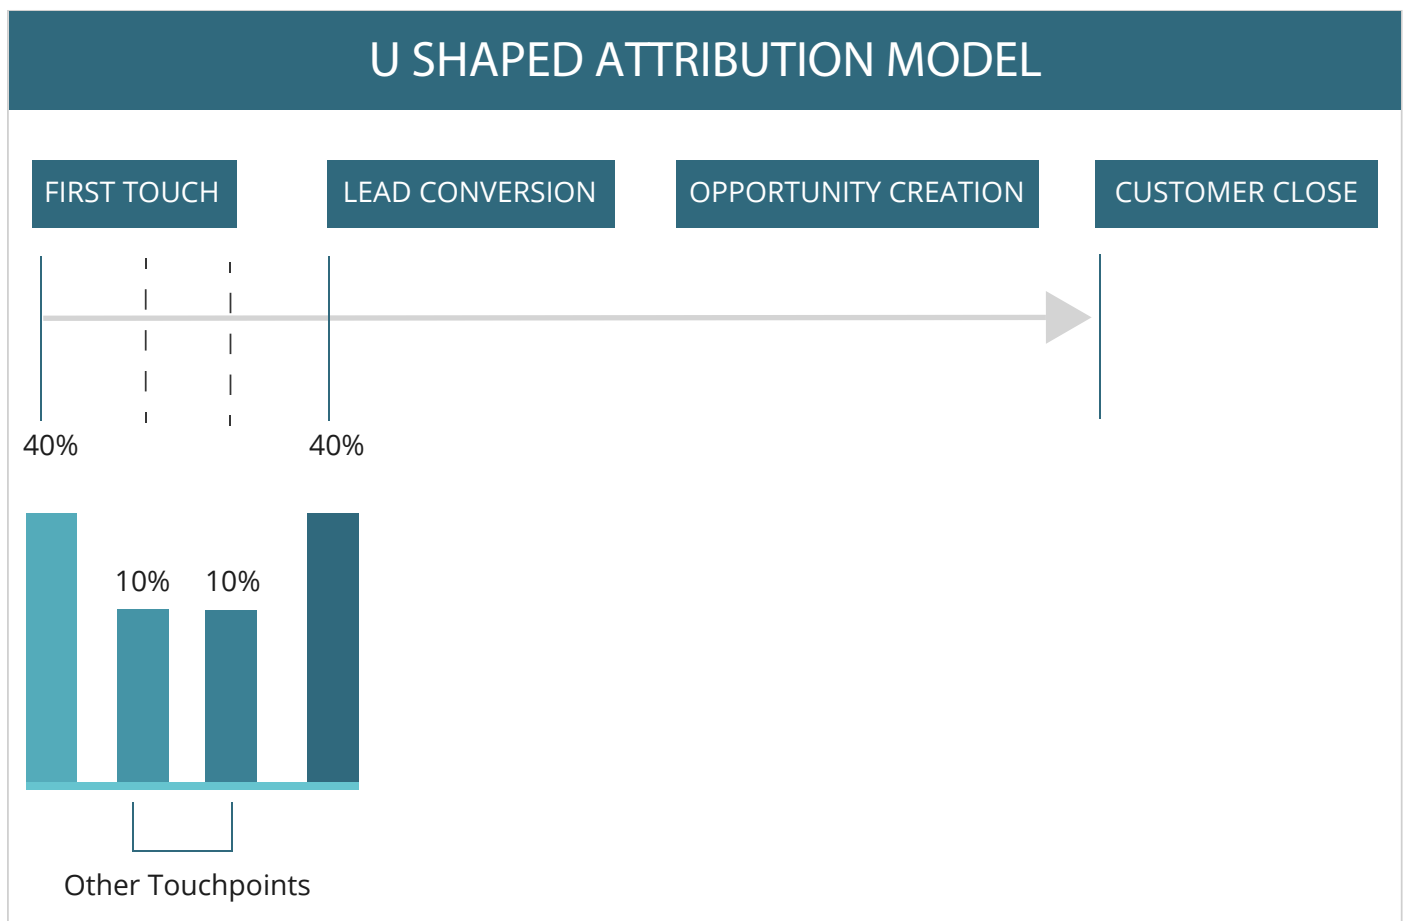 U SHAPED ATTRIBUTION MODEL
FIRST TOUCH
LEAD CONVERSION
OPPORTUNITY CREATION
CUSTOMER CLOSE
40%
40%
10%
10%
Other Touchpoints